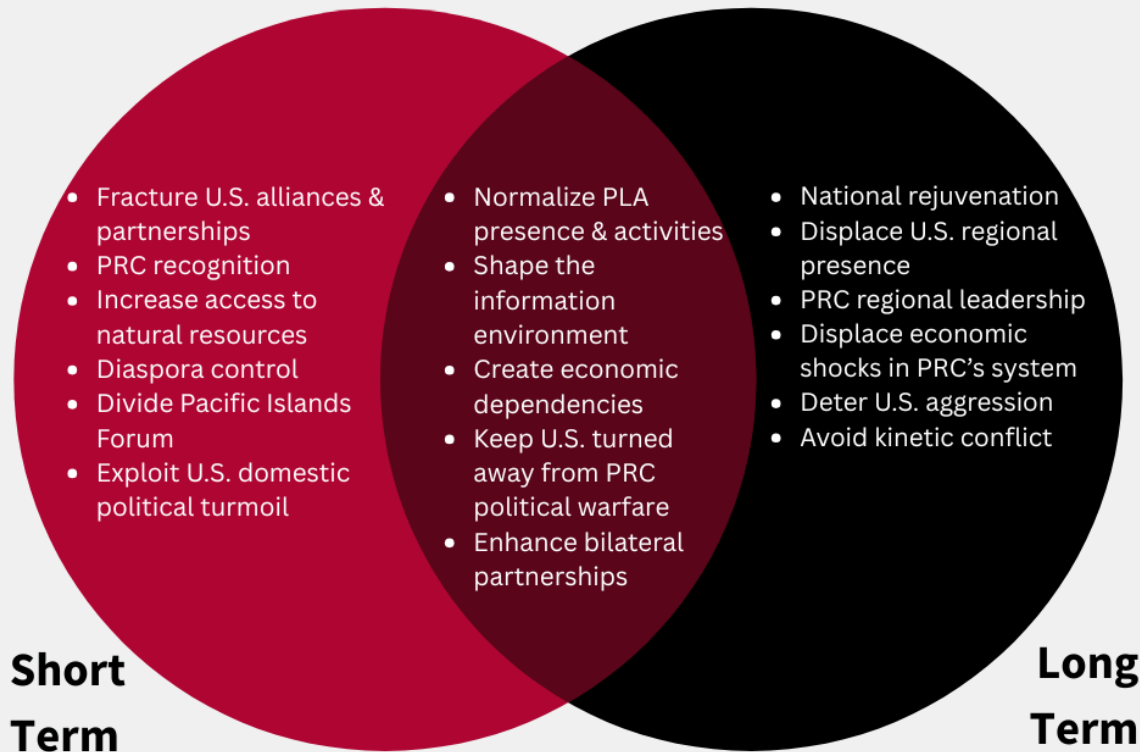 • Fracture U.S. alliances &
partnerships
• PRC recognition
• Increase access to
natural resources
• Diaspora control
• Divide Pacific Islands
Forum
• Exploit U.S. domestic
political turmoil
• Normalize PLA
presence & activities
• Shape the
information
environment
• Create economic
dependencies
• Keep U.S. turned
away from PRC
political warfare
• Enhance bilateral
partnerships
• National rejuvenation
• Displace U.S. regional
presence
• PRC regional leadership
• Displace economic
shocks in PRC’s system
• Deter U.S. aggression
• Avoid kinetic conflict
Short
Term
Long
Term